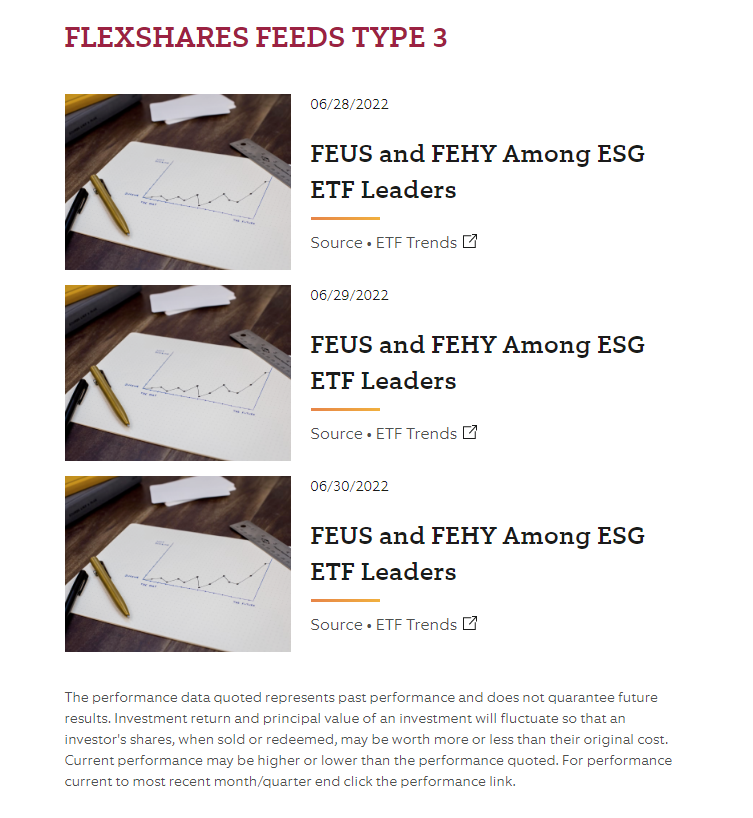 FLEXSHARES FEEDS TYPE 3
06/28/2022
FEUS and FEHY Among ESG
ETF Leaders
Source • ETF Trends
06/29/2022
FEUS and FEHY Among ESG
ETF Leaders
Source • ETF Trends
06/30/2022
FEUS and FEHY Among ESG
ETF Leaders
Source • ETF Trends
The performance data quoted represents past performance and does not quarantee future
results. Investment return and principal value of an investment will fluctuate so that an
investor's shares, when sold or redeemed, may be worth more or less than their original cost.
Current performance may be higher or lower than the performance quoted. For performance
current to most recent month/quarter end click the performance link.